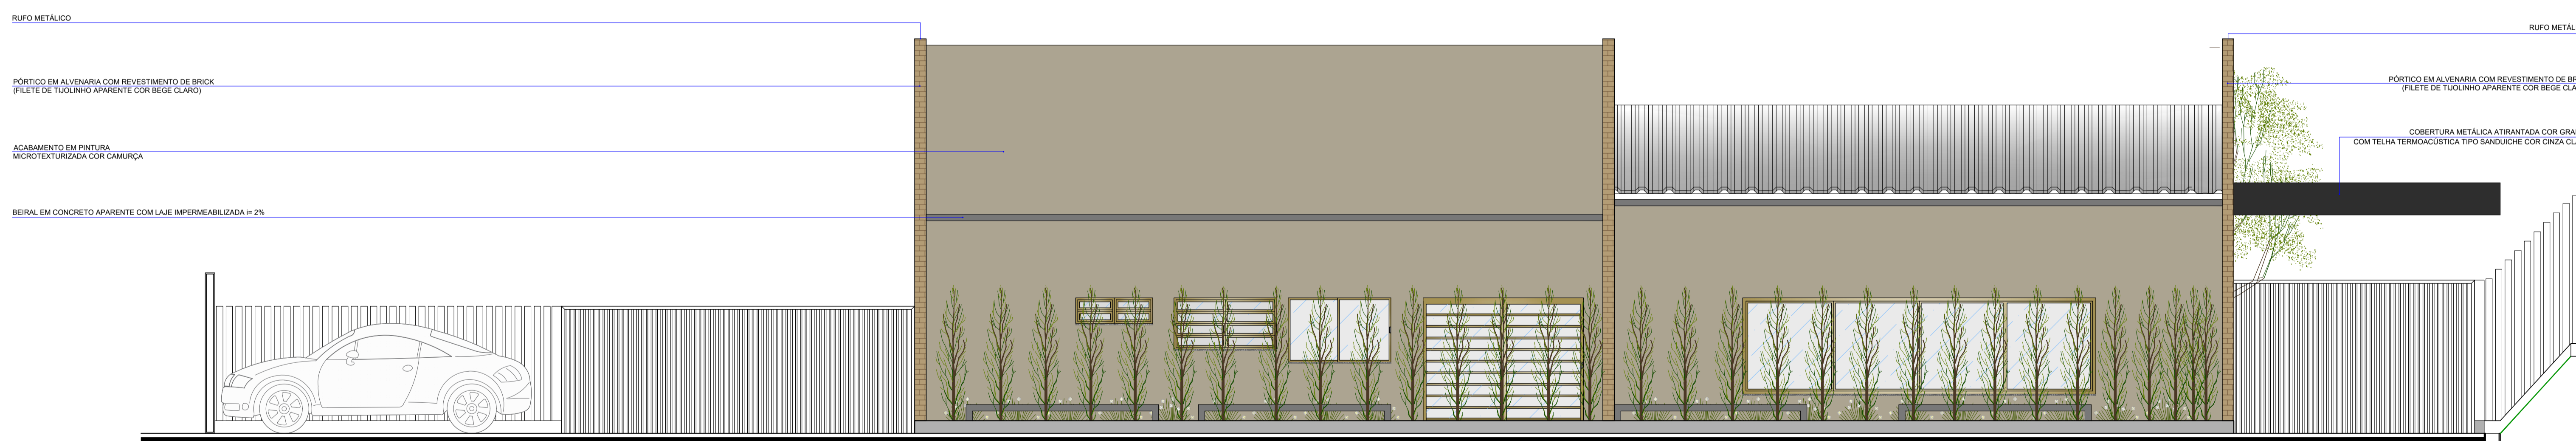 RUFO METÁLICO
PÓRTICO EM ALVENARIA COM REVESTIMENTO DE BRICK
(FILETE DE TIJOLINHO APARENTE COR BEGE CLARO)
ACABAMENTO EM PINTURA
MICROTEXTURIZADA COR CAMURÇA
BEIRAL EM CONCRETO APARENTE COM LAJE IMPERMEABILIZADA i= 2%
RUFO METÁL
PÓRTICO EM ALVENARIA COM REVESTIMENTO DE BR
(FILETE DE TIJOLINHO APARENTE COR BEGE CLA
COBERTURA METÁLICA ATIRANTADA COR GRA
COM TELHA TERMOACÚSTICA TIPO SANDUICHE COR CINZA CL